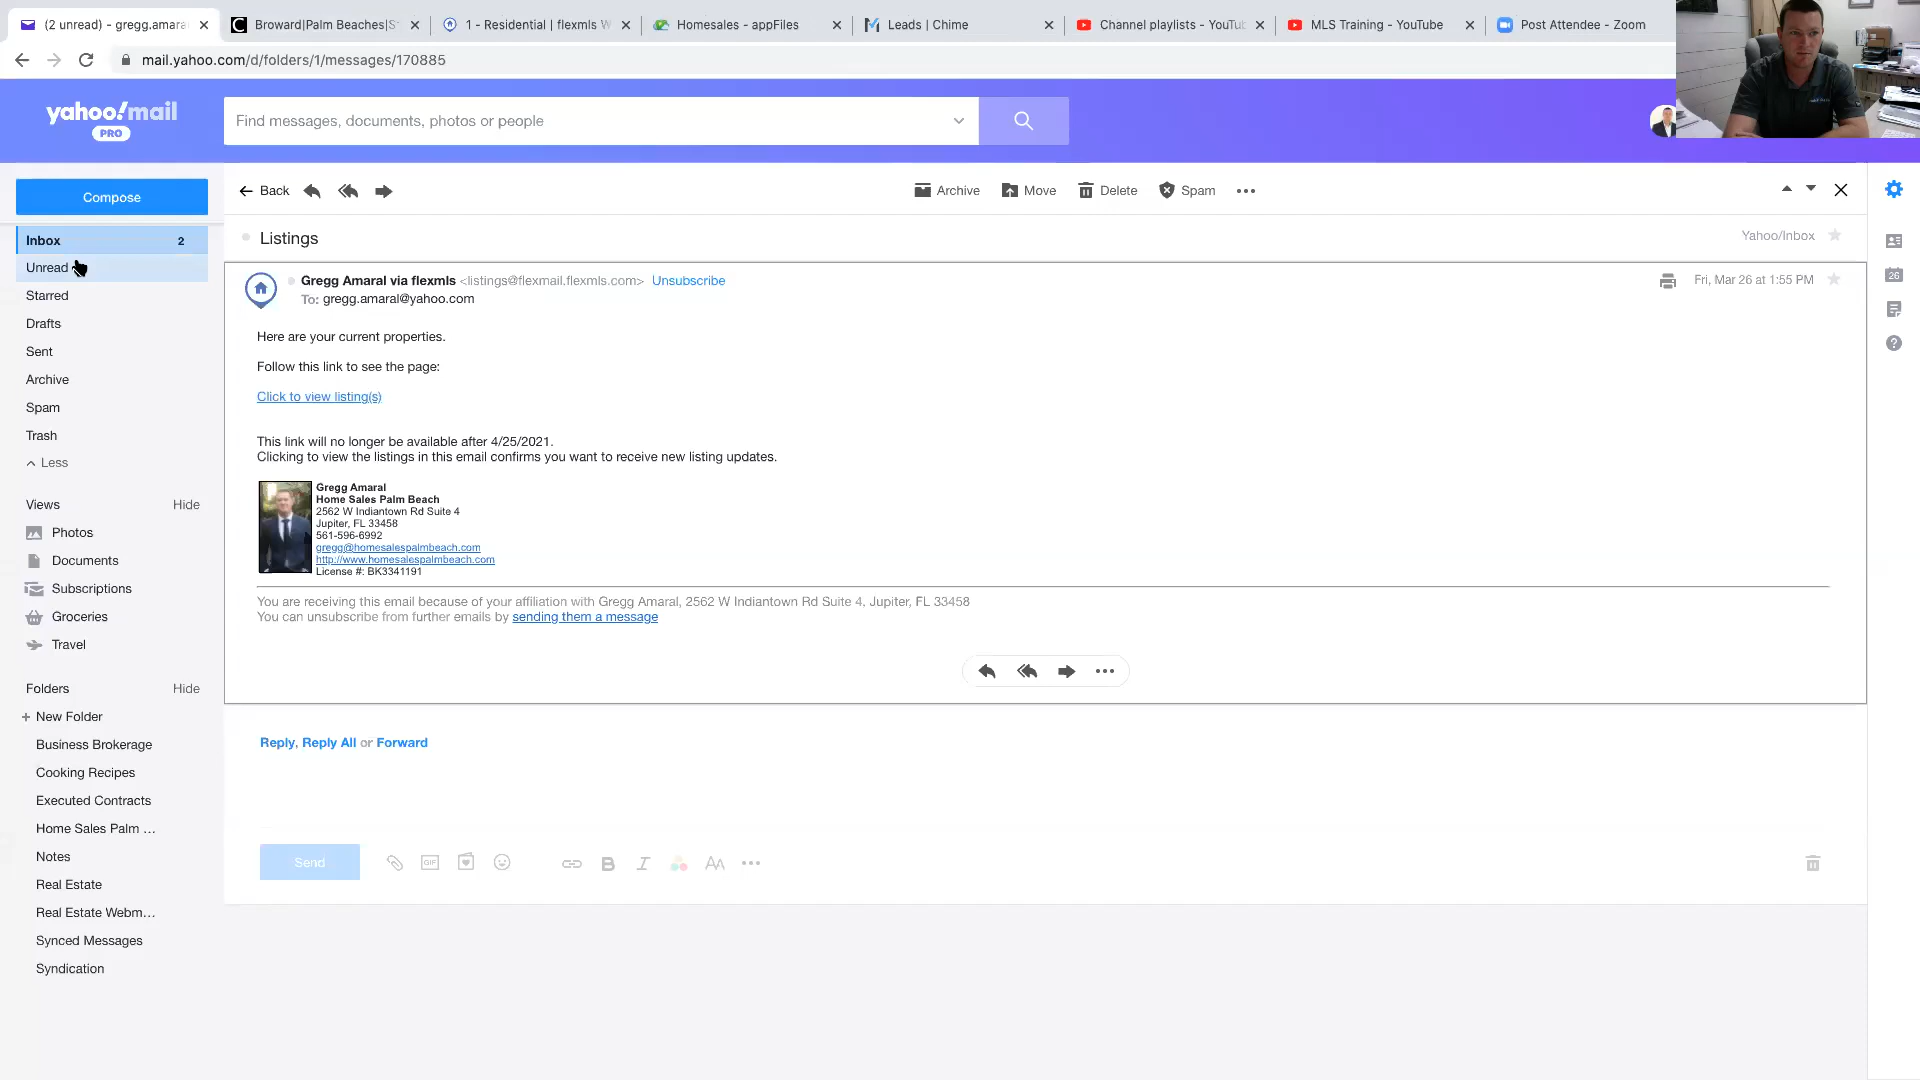 (2 unread) - gregg.amara
Broward|Palm Beaches|S
1 - Residential | flexmls W
Homesales - appFiles
Leads | Chime
Channel playlists - YouTu
MLS Training - YouTube
Post Attendee - Zoom
mail.yahoo.com/d/folders/1/messages/170885
yahoo!mail
PRO
Find messages, documents, photos or people
Compose
Back
Archive
Move
Delete
Spam
Inbox 2
Unread
Starred
Drafts
Sent
Archive
Spam
Trash
Less
Views Hide
Photos
Documents
Subscriptions
Groceries
Travel
Folders Hide
+ New Folder
Business Brokerage
Cooking Recipes
Executed Contracts
Home Sales Palm ...
Notes
Real Estate
Real Estate Webm...
Synced Messages
Syndication
Listings
Yahoo/Inbox
Gregg Amaral via flexmls <listings@flexmail.flexmls.com> Unsubscribe
To: gregg.amaral@yahoo.com
Fri, Mar 26 at 1:55 PM
Here are your current properties.
Follow this link to see the page:
Click to view listing(s)
This link will no longer be available after 4/25/2021.
Clicking to view the listings in this email confirms you want to receive new listing updates.
Gregg Amaral
Home Sales Palm Beach
2562 W Indiantown Rd Suite 4
Jupiter, FL 33458
561-596-6992
gregg@homesalespalmbeach.com
http://www.homesalespalmbeach.com
License #: BK3341191
You are receiving this email because of your affiliation with Gregg Amaral, 2562 W Indiantown Rd Suite 4, Jupiter, FL 33458
You can unsubscribe from further emails by sending them a message
Reply, Reply All or Forward
Send
GIF
B I AA
26